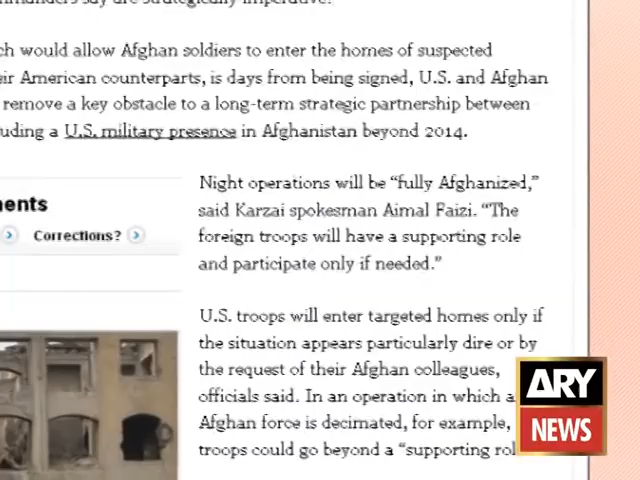 ch would allow Afghan soldiers to enter the homes of suspected
eir American counterparts, is days from being signed, U.S. and Afghan
remove a key obstacle to a long-term strategic partnership between
uding a U.S. military presence in Afghanistan beyond 2014.
Night operations will be “fully Afghanized,”
said Karzai spokesman Aimal Faizi. “The
foreign troops will have a supporting role
and participate only if needed.”
ents
Corrections?
U.S. troops will enter targeted homes only if
the situation appears particularly dire or by
the request of their Afghan colleagues,
officials said. In an operation in which a
Afghan force is decimated, for example,
troops could go beyond a “supporting rol
ARY
NEWS